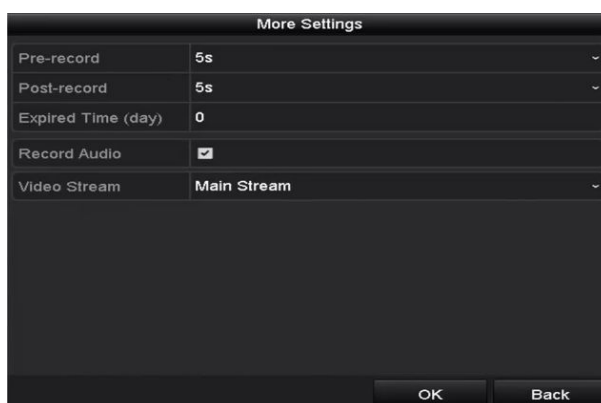 More Settings
Pre-record 5s
Post-record 5s
Expired Time (day) 0
Record Audio
Video Stream Main Stream
OK Back